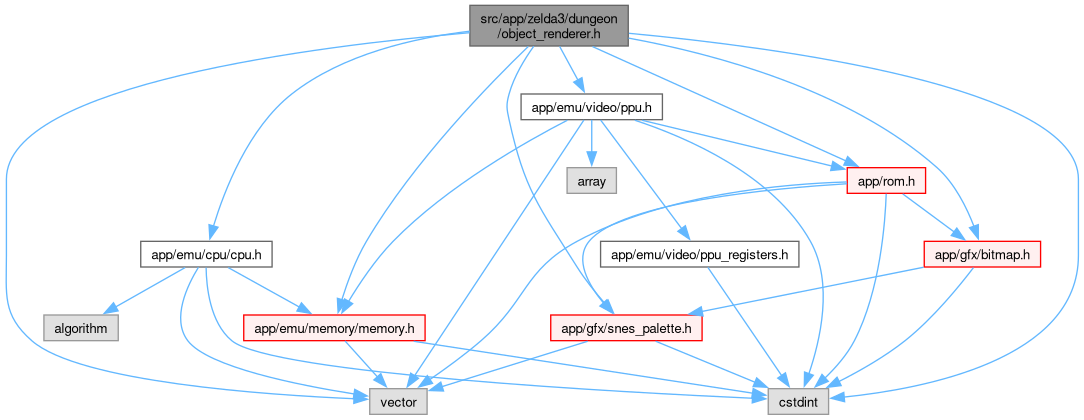 src/app/zelda3/dungeon
/object_renderer.h
app/emu/video/ppu.h
array
app/rom.h
app/emu/cpu/cpu.h
app/emu/video/ppu_registers.h
app/gfx/bitmap.h
algorithm
app/emu/memory/memory.h
app/gfx/snes_palette.h
vector
cstdint